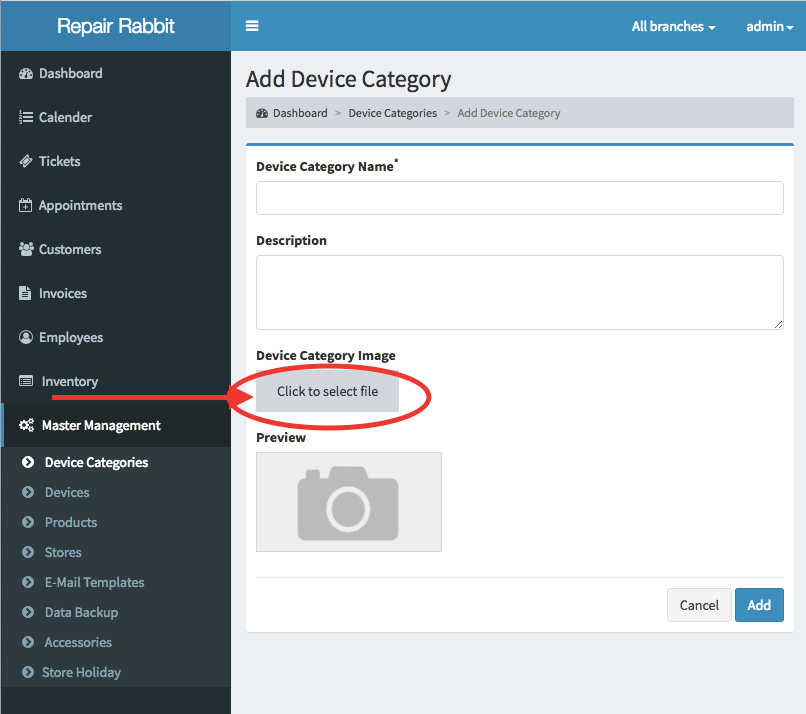 Repair Rabbit
All branches
admin
Dashboard
Calender
Tickets
Appointments
Customers
Invoices
Employees
Inventory
Master Management
Device Categories
Devices
Products
Stores
E-Mail Templates
Data Backup
Accessories
Store Holiday
Add Device Category
Dashboard > Device Categories > Add Device Category
Device Category Name*
Description
Device Category Image
Click to select file
Preview
Cancel Add